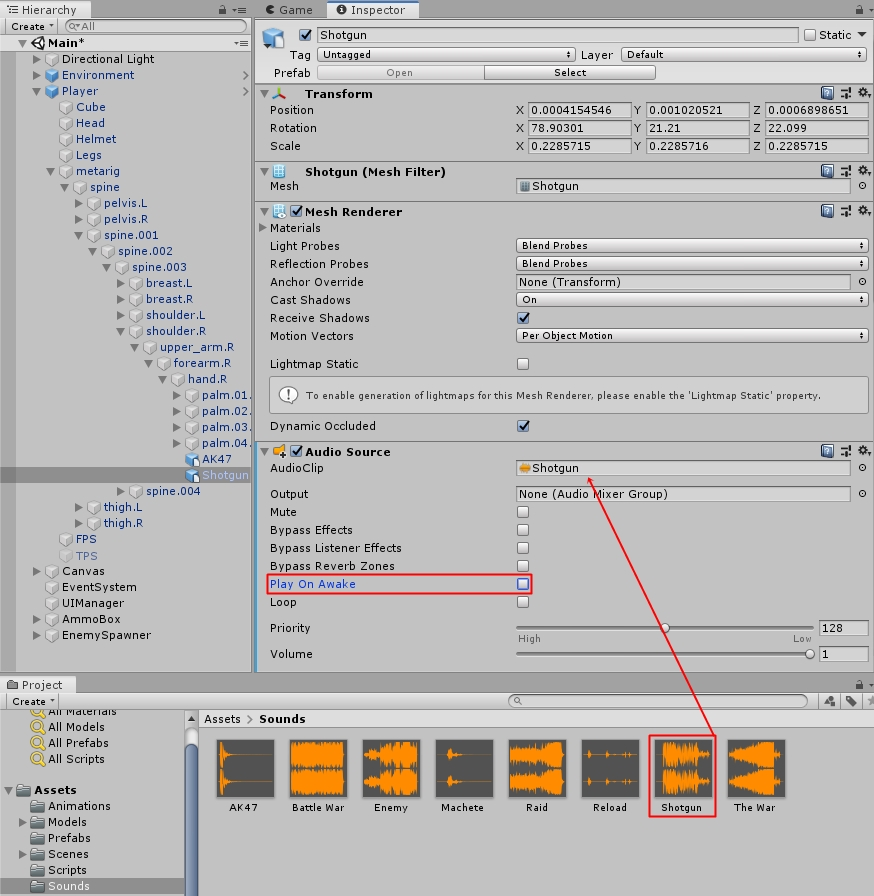 Hierarchy
Create
All
Main*
Directional Light
Environment
Player
Cube
Head
Helmet
Legs
metarig
spine
pelvis.L
pelvis.R
spine.001
spine.002
spine.003
breast.L
breast.R
shoulder.L
shoulder.R
upper_arm.R
forearm.R
hand.R
palm.01.
palm.02.
palm.03.
palm.04.
AK47
Shotgun
spine.004
thigh.L
thigh.R
FPS
TPS
Canvas
EventSystem
UIManager
AmmoBox
EnemySpawner
Game
Inspector
Shotgun
Static
Tag Untagged Layer Default
Prefab Open Select
Transform
Position X 0.0004154546 Y 0.001020521 Z 0.0006898651
Rotation X 78.90301 Y 21.21 Z 22.099
Scale X 0.2285715 Y 0.2285716 Z 0.2285715
Shotgun (Mesh Filter)
Mesh Shotgun
Mesh Renderer
Materials
Light Probes Blend Probes
Reflection Probes Blend Probes
Anchor Override None (Transform)
Cast Shadows On
Receive Shadows
Motion Vectors Per Object Motion
Lightmap Static
To enable generation of lightmaps for this Mesh Renderer, please enable the 'Lightmap Static' property.
Dynamic Occluded
Audio Source
AudioClip Shotgun
Output None (Audio Mixer Group)
Mute
Bypass Effects
Bypass Listener Effects
Bypass Reverb Zones
Play On Awake
Loop
Priority 128
High Low
Volume 1
Project
Create
All Materials
All Models
All Prefabs
All Scripts
Assets
Animations
Models
Prefabs
Scenes
Scripts
Sounds
Assets > Sounds
AK47 Battle War Enemy Machete Raid Reload Shotgun The War